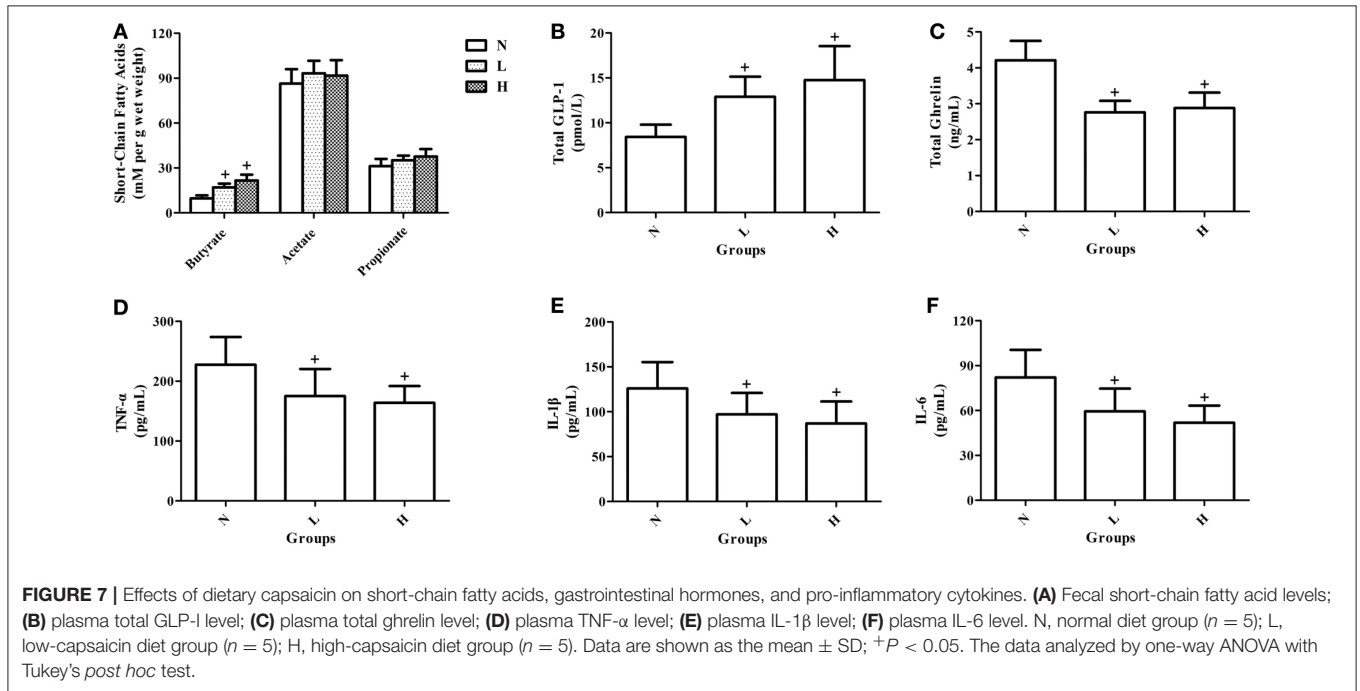 A
Short-Chain Fatty Acids
(mM per g wet weight)
120
90
60
30
0
+
+
Butyrate
Acetate
Propionate
N
L
H
B
Total GLP-1
(pmol/L)
20
15
10
5
0
+
+
N
L
H
Groups
C
Total Ghrelin
(ng/mL)
5
4
3
2
1
0
+
+
N
L
H
Groups
D
TNF-α
(pg/mL)
300
200
100
0
+
+
N
L
H
Groups
E
IL-1β
(pg/mL)
200
150
100
50
0
+
+
N
L
H
Groups
F
IL-6
(pg/mL)
120
90
60
30
0
+
+
N
L
H
Groups
FIGURE 7 | Effects of dietary capsaicin on short-chain fatty acids, gastrointestinal hormones, and pro-inflammatory cytokines. (A) Fecal short-chain fatty acid levels;
(B) plasma total GLP-I level; (C) plasma total ghrelin level; (D) plasma TNF-α level; (E) plasma IL-1β level; (F) plasma IL-6 level. N, normal diet group (n = 5); L,
low-capsaicin diet group (n = 5); H, high-capsaicin diet group (n = 5). Data are shown as the mean ± SD; +P < 0.05. The data analyzed by one-way ANOVA with
Tukey's post hoc test.